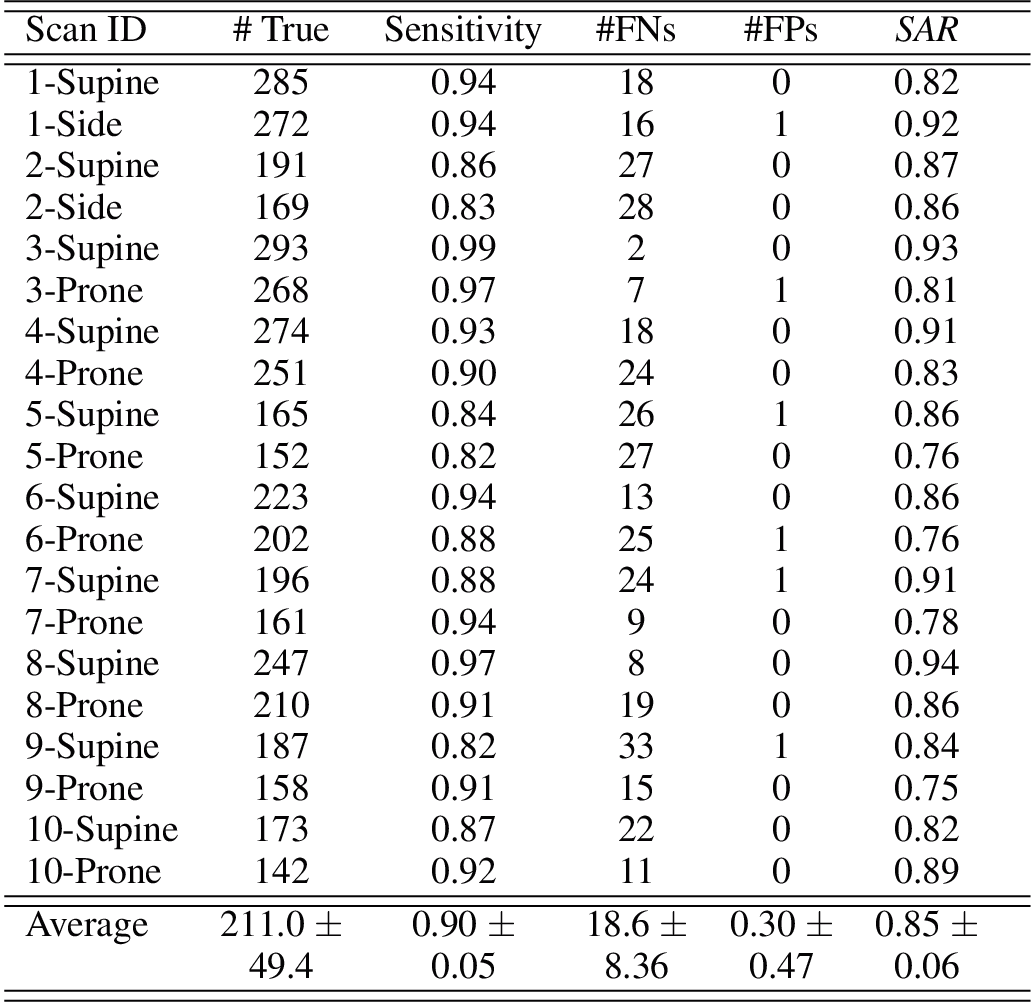 Scan ID # True Sensitivity #FNs #FPs SAR
1-Supine 285 0.94 18 0 0.82
1-Side 272 0.94 16 1 0.92
2-Supine 191 0.86 27 0 0.87
2-Side 169 0.83 28 0 0.86
3-Supine 293 0.99 2 0 0.93
3-Prone 268 0.97 7 1 0.81
4-Supine 274 0.93 18 0 0.91
4-Prone 251 0.90 24 0 0.83
5-Supine 165 0.84 26 1 0.86
5-Prone 152 0.82 27 0 0.76
6-Supine 223 0.94 13 0 0.86
6-Prone 202 0.88 25 1 0.76
7-Supine 196 0.88 24 1 0.91
7-Prone 161 0.94 9 0 0.78
8-Supine 247 0.97 8 0 0.94
8-Prone 210 0.91 19 0 0.86
9-Supine 187 0.82 33 1 0.84
9-Prone 158 0.91 15 0 0.75
10-Supine 173 0.87 22 0 0.82
10-Prone 142 0.92 11 0 0.89
Average 211.0 ± 0.90 ± 18.6 ± 0.30 ± 0.85 ±
49.4 0.05 8.36 0.47 0.06